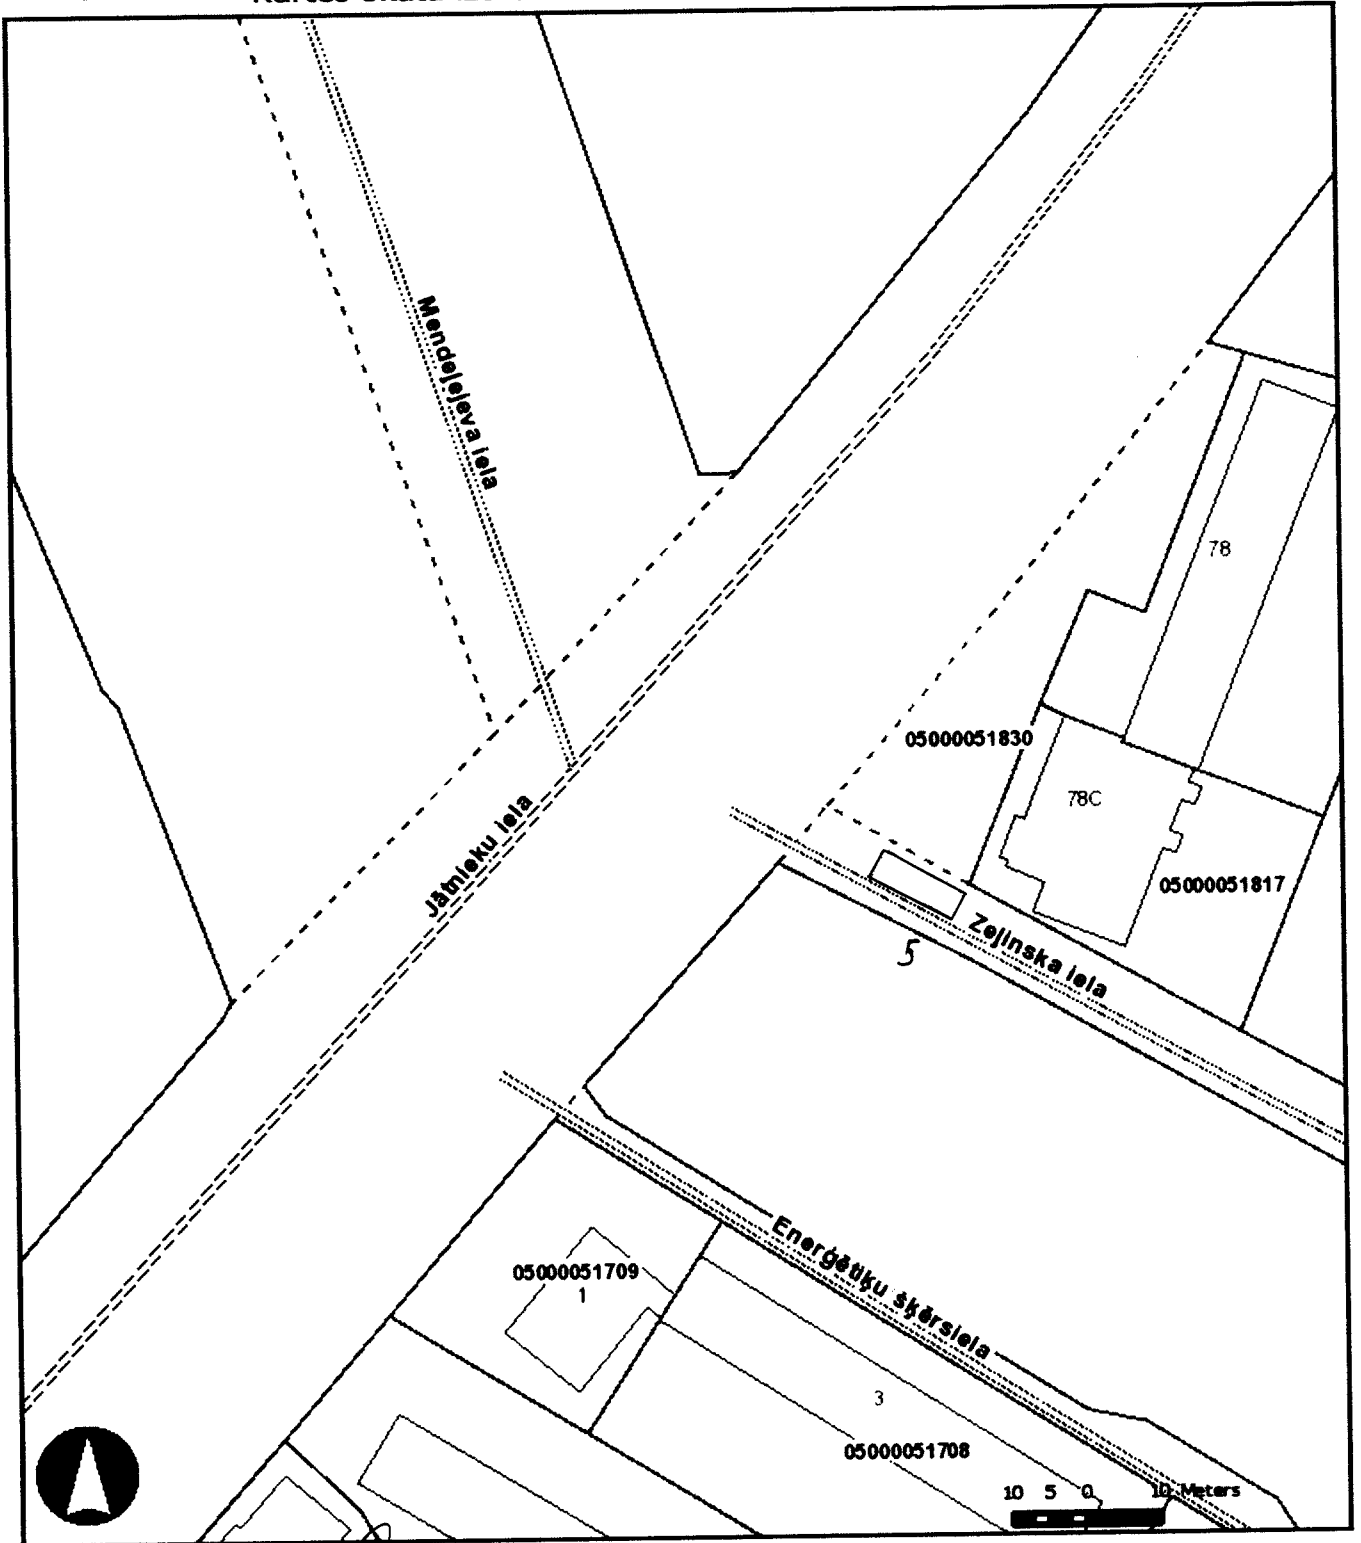 Mendeļejeva iela
78
05000051830
78C
Jātnieku iela
05000051817
Zeļinska iela
5
Enerģētiķu šķērsiela
05000051709
1
3
05000051708
10 5 0 10 Meters